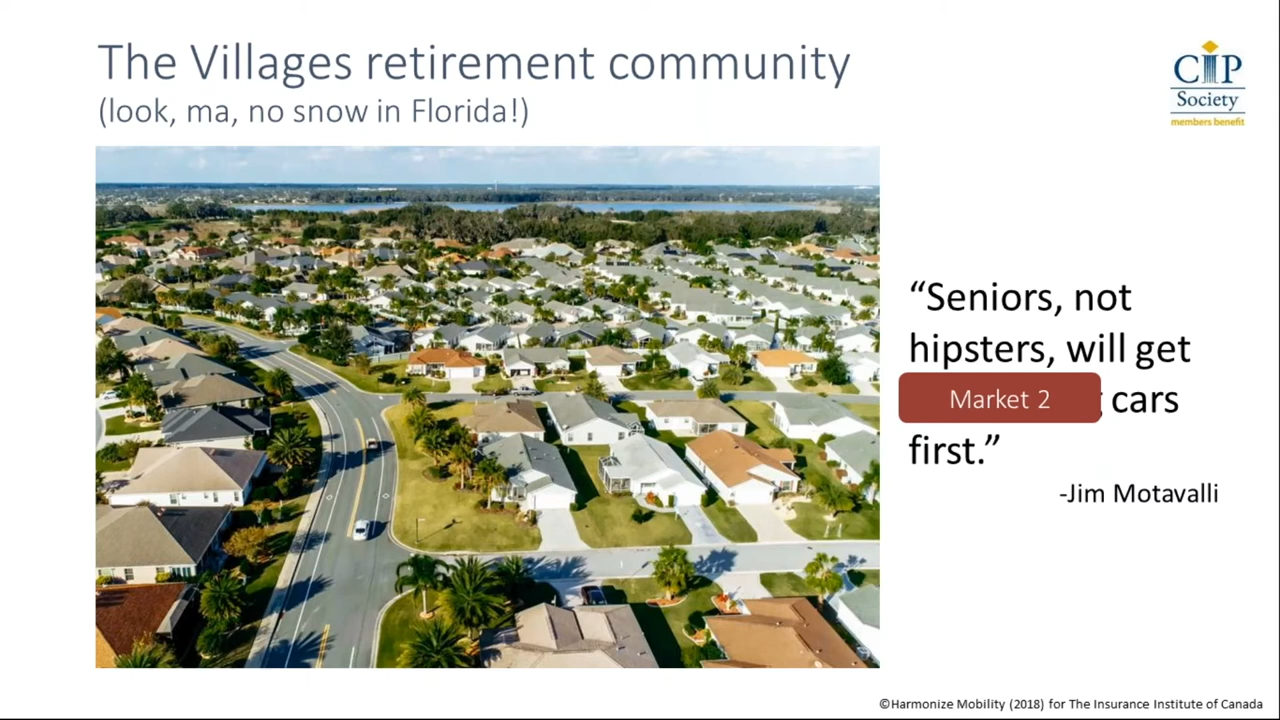 The Villages retirement community
(look, ma, no snow in Florida!)
CIP
Society
members benefit
“Seniors, not
hipsters, will get
Market 2
cars
first.”
-Jim Motavalli
©Harmonize Mobility (2018) for The Insurance Institute of Canada